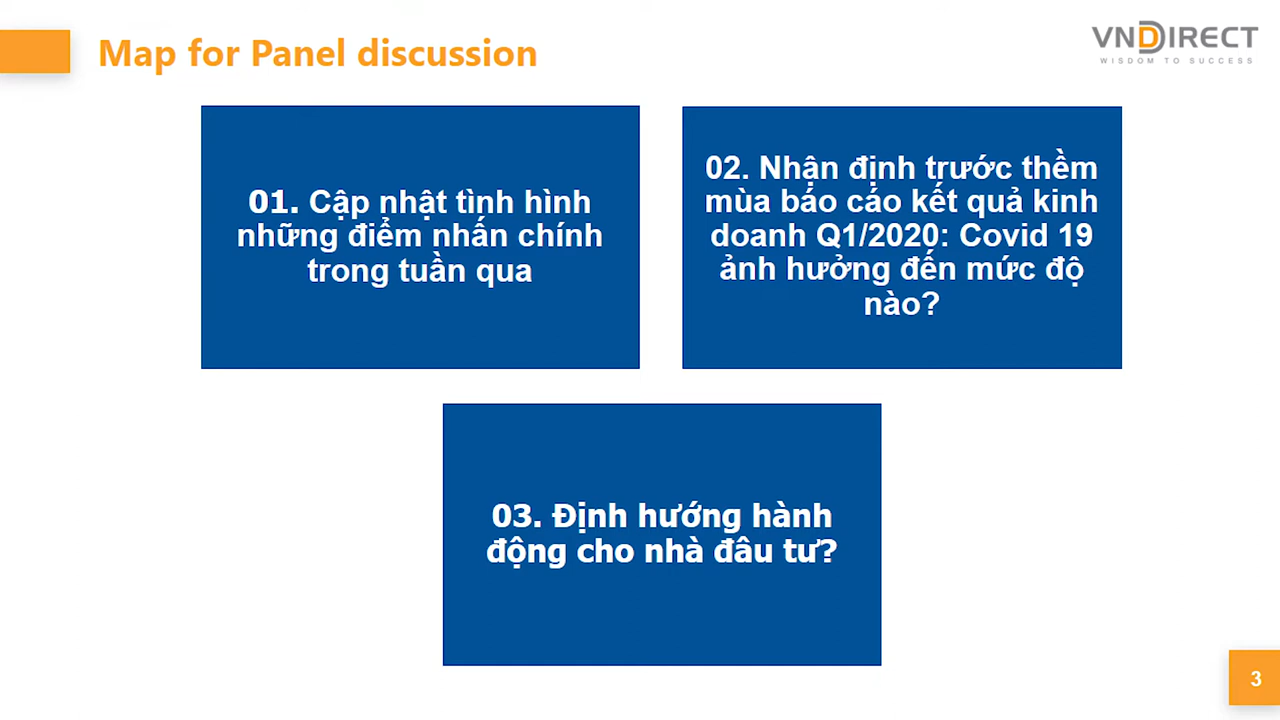 Map for Panel discussion
VNDIRECT
WISDOM TO SUCCESS
01. Cập nhật tình hình
những điểm nhấn chính
trong tuần qua
02. Nhận định trước thềm
mùa báo cáo kết quả kinh
doanh Q1/2020: Covid 19
ảnh hưởng đến mức độ
nào?
03. Định hướng hành
động cho nhà đâu tư?
3